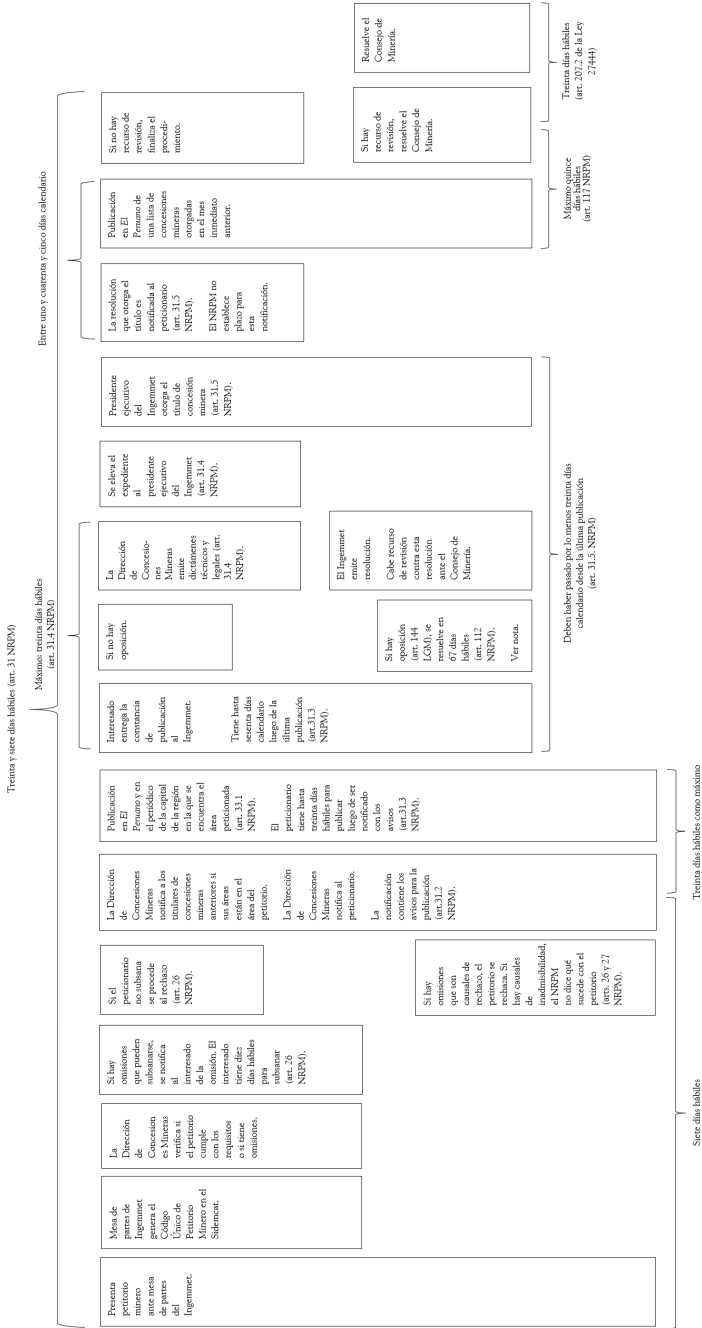 Treinta y siete días hábiles (art. 31 NRPM)
Máximo: treinta días hábiles
(art. 31.4 NRPM)
Entre uno y cuarenta y cinco días calendario
Presenta
petitorio
minero
ante mesa
de partes
del
Ingemmet.
Mesa de
partes de
Ingemmet
genera el
Código
Único de
Petitorio
Minero en el
Sidemcat.
La
Dirección
de
Concesion
es Mineras
verifica si
el petitorio
cumple
con los
requisitos
o si tiene
omisiones.
Si hay
omisiones
que pueden
subsanarse,
se notifica
al
interesado
de la
omisión. El
interesado
tiene diez
días hábiles
para
subsanar
(art. 26
NRPM).
Si el
peticionario
no subsana
se procede
al rechazo
(art. 26
NRPM).
Si hay
omisiones
que son
causales de
rechazo, el
petitorio se
rechaza. Si
hay causales
de
inadmisibilidad,
el NRPM
no dice qué
sucede con el
petitorio
(arts. 26 y 27
NRPM).
La Dirección
de
Concesiones
Mineras
notifica a los
titulares de
concesiones
mineras
anteriores si
sus áreas
están en el
área del
petitorio.
La Dirección
de
Concesiones
Mineras
notifica al
peticionario.
La
notificación
contiene los
avisos para la
publicación
(art.31.2
NRPM).
Publicación
en El
Peruano y en
el periódico
de la capital
de la región
en la que se
encuentra el
área
peticionada
(art. 33.1
NRPM).
El
peticionario
tiene hasta
treinta días
hábiles para
publicar
luego de ser
notificado
con los
avisos
(art.31.3
NRPM).
Interesado
entrega la
constancia
de
publicación
al
Ingemmet.
Tiene hasta
sesenta días
calendario
luego de la
última
publicación
(art.31.3
NRPM).
Si no hay
oposición.
Si hay
oposición
(art. 144
LGM), se
resuelve en
67 días
hábiles
(art. 112
NRPM).
Ver nota.
La
Dirección
de
Concesio-
nes
Mineras
emite
dictámenes
técnicos y
legales (art.
31.4
NRPM).
El Ingemmet
emite
resolución.
Cabe recurso
de revisión
contra esta
resolución
ante el
Consejo de
Minería.
Se eleva el
expediente
al
presidente
ejecutivo
del
Ingemmet
(art. 31.4
NRPM).
Presidente
ejecutivo
del
Ingemmet
otorga el
título de
concesión
minera
(art. 31.5
NRPM).
La resolución
que otorga el
título es
notificada al
peticionario
(art. 31.5
NRPM).
El NRPM no
establece
plazo para
esta
notificación.
Publicación
en El
Peruano de
una lista de
concesiones
mineras
otorgadas
en el mes
inmediato
anterior.
Si no hay
recurso de
revisión,
finaliza el
procedi-
miento.
Si hay
recurso de
revisión,
resuelve el
Consejo de
Minería.
Resuelve el
Consejo de
Minería.
Siete días hábiles
Treinta días hábiles como máximo
Deben haber pasado por lo menos treinta días
calendario desde la última publicación
(art. 31.5. NRPM)
Máximo quince
días hábiles
(art. 117 NRPM)
Treinta días hábiles
(art. 207.2 de la Ley
27444)